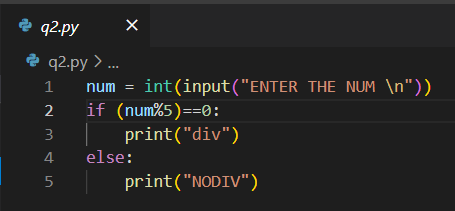 q2.py ×
q2.py > ...
1 num = int(input("ENTER THE NUM \n"))
2 if (num%5)==0:
3 print("div")
4 else:
5 print("NODIV")